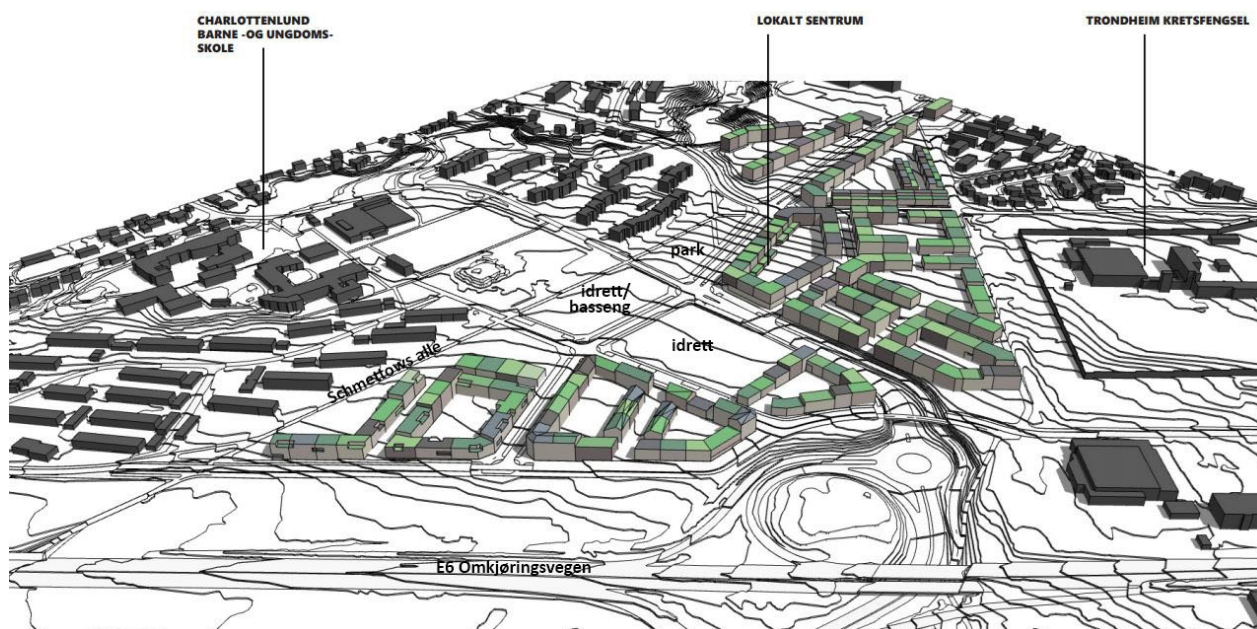 CHARLOTTENLUND
BARNE -OG UNGDOMS-
SKOLE
LOKALT SENTRUM
TRONDHEIM KRETSFENGSEL
park
idrett/
basseng
idrett
Schmettows alle
E6 Omkjøringsvegen